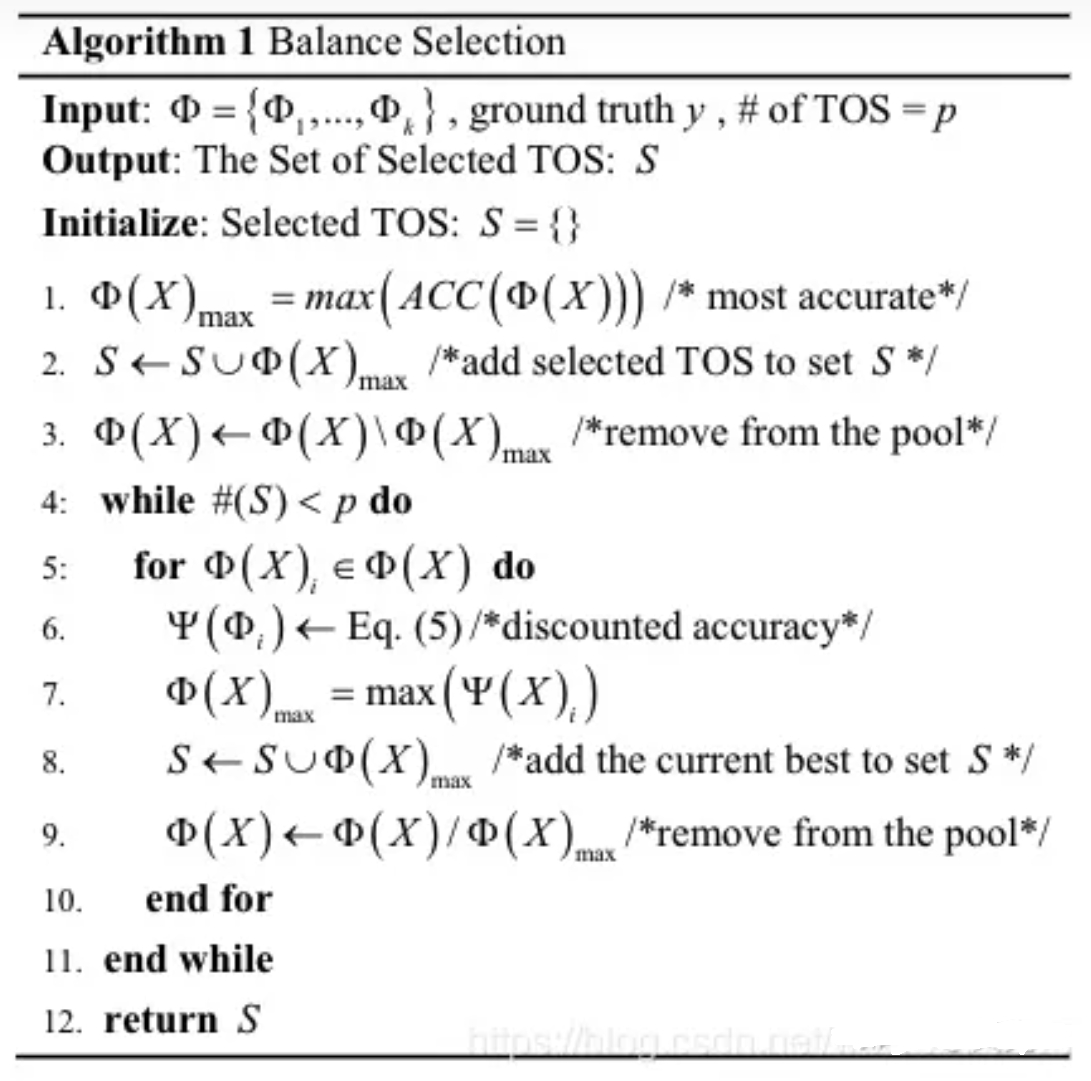 Algorithm 1 Balance Selection
Input: Φ = {Φ₁,...,Φₖ} , ground truth y , # of TOS = p
Output: The Set of Selected TOS: S
Initialize: Selected TOS: S = {}
1. Φ(X)max = max(ACC(Φ(X))) /* most accurate*/
2. S ← S∪Φ(X)max /*add selected TOS to set S */
3. Φ(X) ← Φ(X)\Φ(X)max /*remove from the pool*/
4: while #(S) < p do
5: for Φ(X)ᵢ ∈ Φ(X) do
6. Ψ(Φᵢ) ← Eq. (5) /*discounted accuracy*/
7. Φ(X)max = max(Ψ(X)ᵢ)
8. S ← S∪Φ(X)max /*add the current best to set S */
9. Φ(X) ← Φ(X)/Φ(X)max /*remove from the pool*/
10. end for
11. end while
12. return S
https://blog.csdn.net/